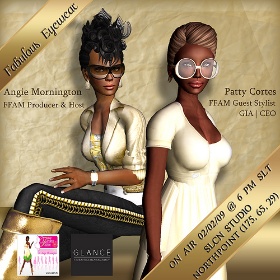 Fabulous Eyewear
Angie Mornington
FFAM Producer & Host
Patty Cortes
FFAM Guest Stylist
GIA | CEO
GLANCE
ON AIR 02/02/09 @ 6 PM SLT
SLCN STUDIO
NORTHPOINT (175, 65, 29)